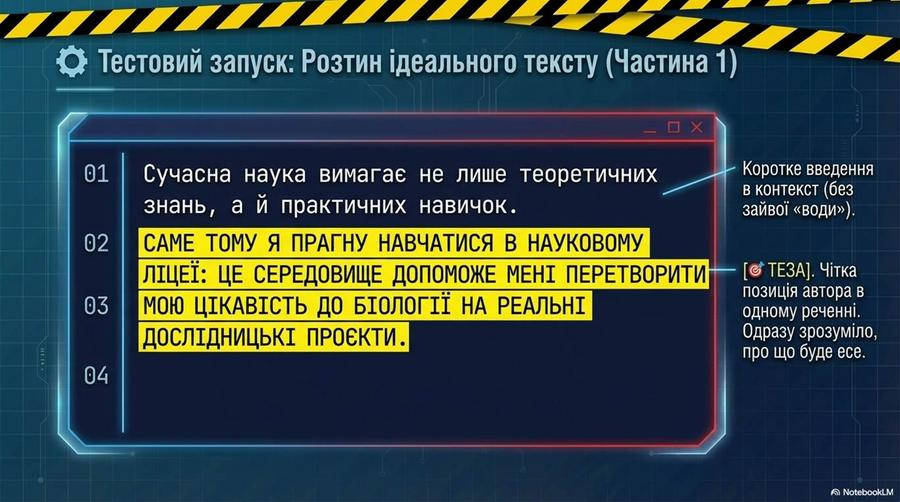 Тестовий запуск: Розтин ідеального тексту (Частина 1)
01 Сучасна наука вимагає не лише теоретичних
знань, а й практичних навичок.
02 САМЕ ТОМУ Я ПРАГНУ НАВЧАТИСЯ В НАУКОВОМУ
ЛІЦЕЇ: ЦЕ СЕРЕДОВИЩЕ ДОПОМОЖЕ МЕНІ ПЕРЕТВОРИТИ
03 МОЮ ЦІКАВІСТЬ ДО БІОЛОГІЇ НА РЕАЛЬНІ
ДОСЛІДНИЦЬКІ ПРОЄКТИ.
04
Коротке введення
в контекст (без
зайвої «води»).
[🎯 ТЕЗА]. Чітка
позиція автора в
одному реченні.
Одразу зрозуміло,
про що буде есе.
NotebookLM